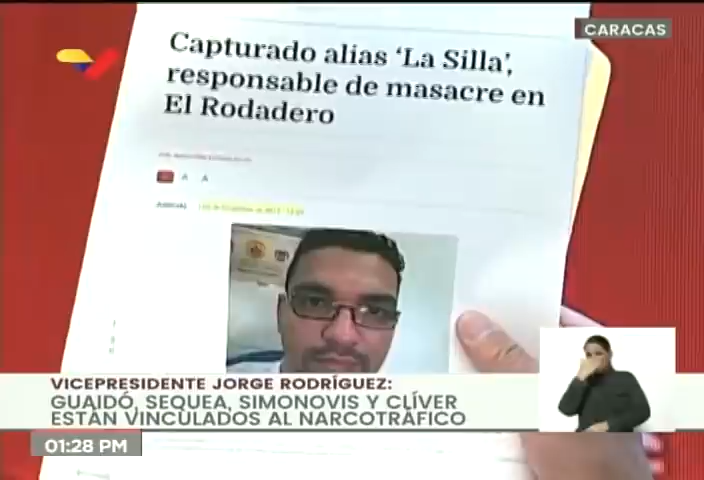 CARACAS
Capturado alias ‘La Silla’,
responsable de masacre en
El Rodadero
A A
JUDICIAL
VICEPRESIDENTE JORGE RODRÍGUEZ:
GUAIDÓ, SEQUEA, SIMONOVIS Y CLÍVER
ESTÁN VINCULADOS AL NARCOTRÁFICO
01:28 PM